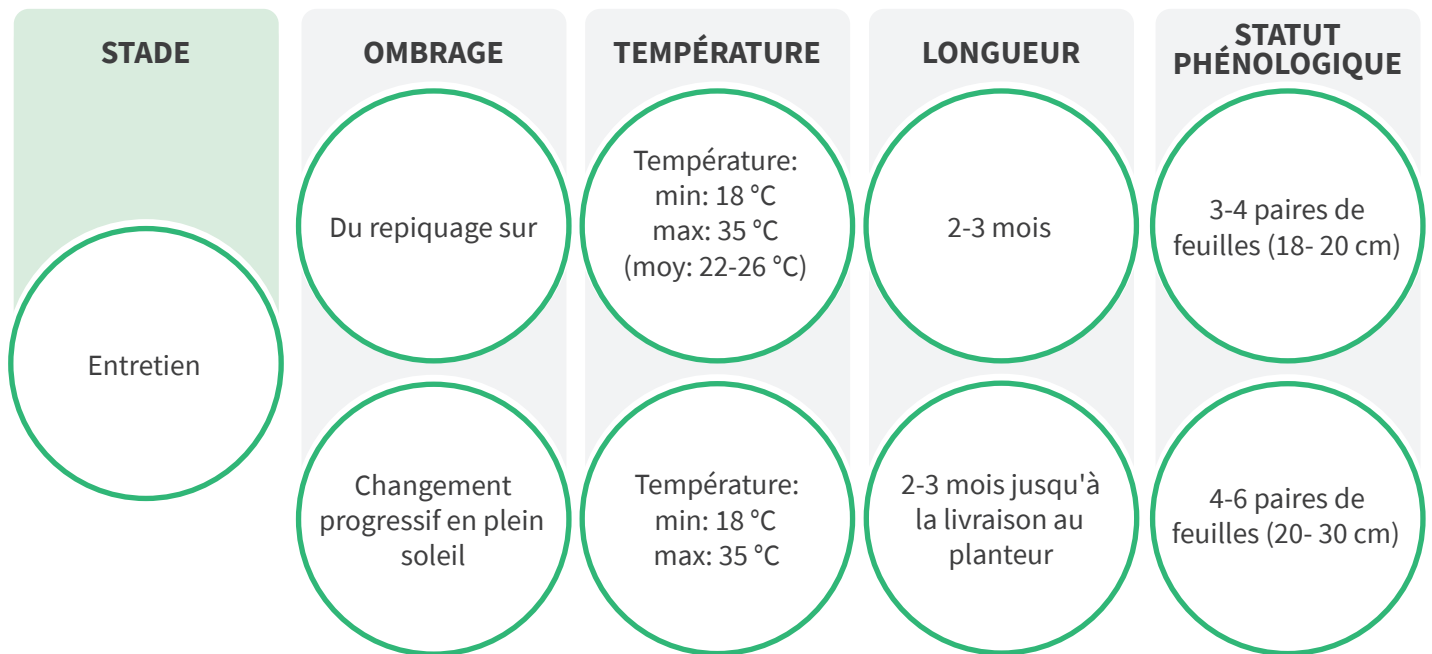 STADE
OMBRAGE
TEMPÉRATURE
LONGUEUR
STATUT
PHÉNOLOGIQUE
Entretien
Du repiquage sur
Température:
min: 18 °C
max: 35 °C
(moy: 22-26 °C)
2-3 mois
3-4 paires de
feuilles (18- 20 cm)
Changement
progressif en plein
soleil
Température:
min: 18 °C
max: 35 °C
2-3 mois jusqu'à
la livraison au
planteur
4-6 paires de
feuilles (20- 30 cm)